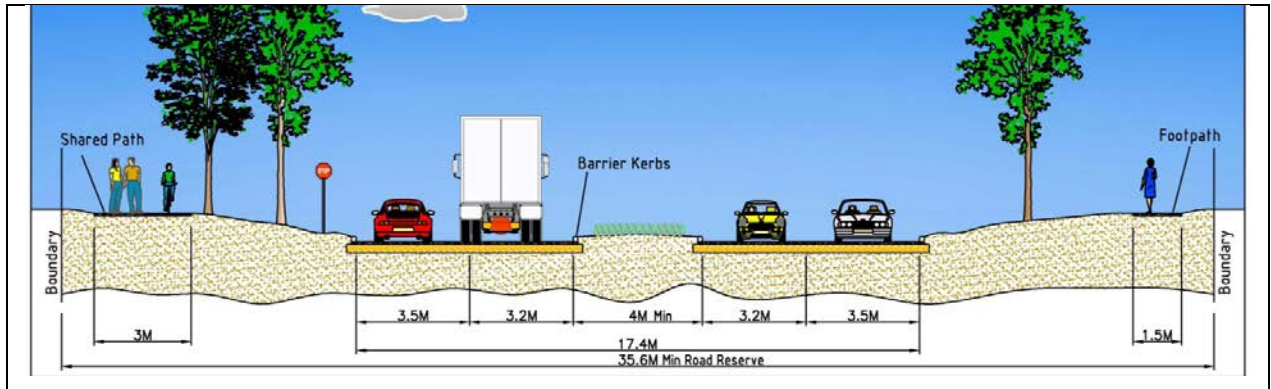 Shared Path
Footpath
Barrier Kerbs
STOP
Boundary
Boundary
3.5M
3.2M
4M Min
3.2M
3.5M
3M
17.4M
1.5M
35.6M Min Road Reserve